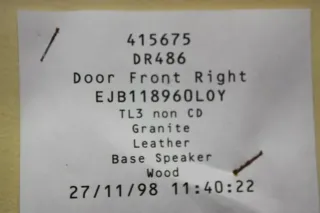 415675
DR486
Door Front Right
EJB118960L0Y
TL3 non CD
Granite
Leather
Base Speaker
Wood
27/11/98 11:40:22